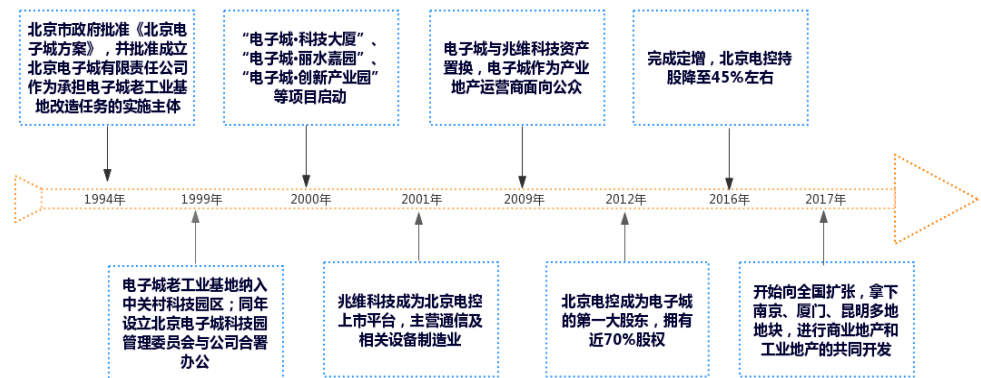 北京市政府批准《北京电
子城方案》，并批准成立
北京电子城有限责任公司
作为承担电子城老工业基
地改造任务的实施主体
“电子城·科技大厦”、
“电子城·丽水嘉园”、
“电子城·创新产业园”
等项目启动
电子城与兆维科技资产
置换，电子城作为产业
地产运营商面向公众
完成定增，北京电控持
股降至45%左右
1994年
1999年
2000年
2001年
2009年
2012年
2016年
2017年
电子城老工业基地纳入
中关村科技园区；同年
设立北京电子城科技园
管理委员会与公司合署
办公
兆维科技成为北京电控
上市平台，主营通信及
相关设备制造业
北京电控成为电子城
的第一大股东，拥有
近70%股权
开始向全国扩张，拿下
南京、厦门、昆明多地
地块，进行商业地产和
工业地产的共同开发